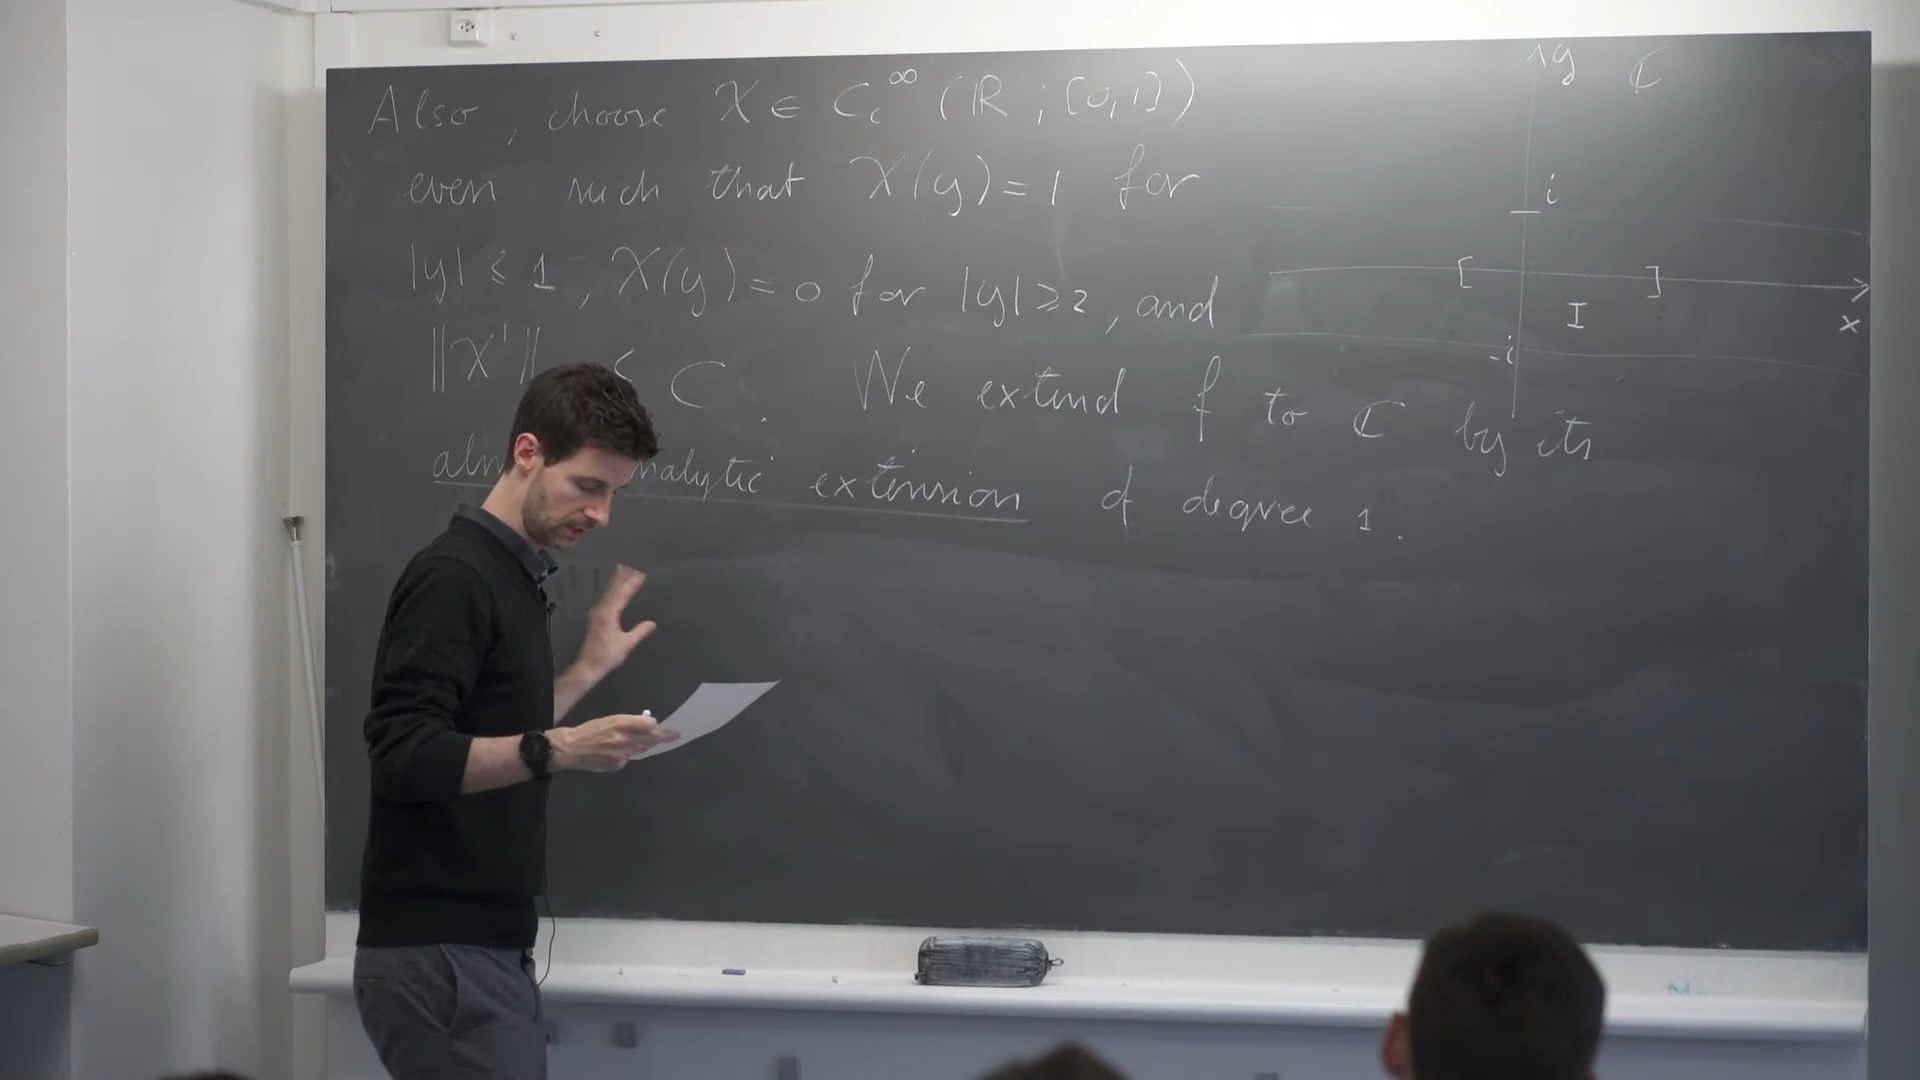 Also, choose χ ∈ C_c^∞ (ℝ ; [0,1])
even such that χ(y) = 1 for
|y| ≤ 1, χ(y) = 0 for |y| ≥ 2, and
‖χ'‖ ≤ C. We extend f to ℂ by its
analytic extension of degree 1.
iy ℂ
i
[ ]
I
x
-i